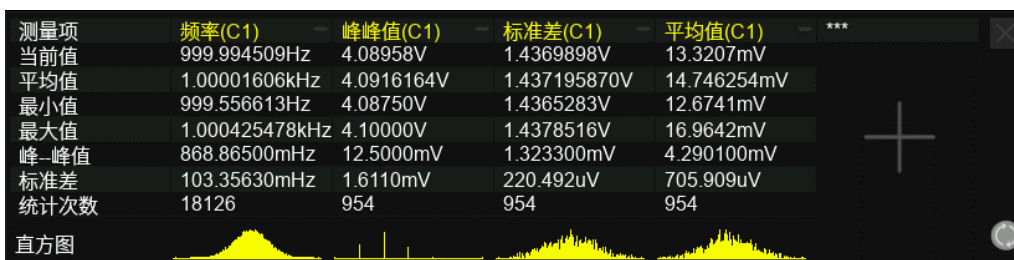 测量项 频率(C1) 峰峰值(C1) 标准差(C1) 平均值(C1) ***
当前值 999.994509Hz 4.08958V 1.4369898V 13.3207mV
平均值 1.00001606kHz 4.0916164V 1.437195870V 14.746254mV
最小值 999.556613Hz 4.08750V 1.4365283V 12.6741mV
最大值 1.000425478kHz 4.10000V 1.4378516V 16.9642mV
峰--峰值 868.86500mHz 12.5000mV 1.323300mV 4.290100mV
标准差 103.35630mHz 1.6110mV 220.492uV 705.909uV
统计次数 18126 954 954 954
直方图